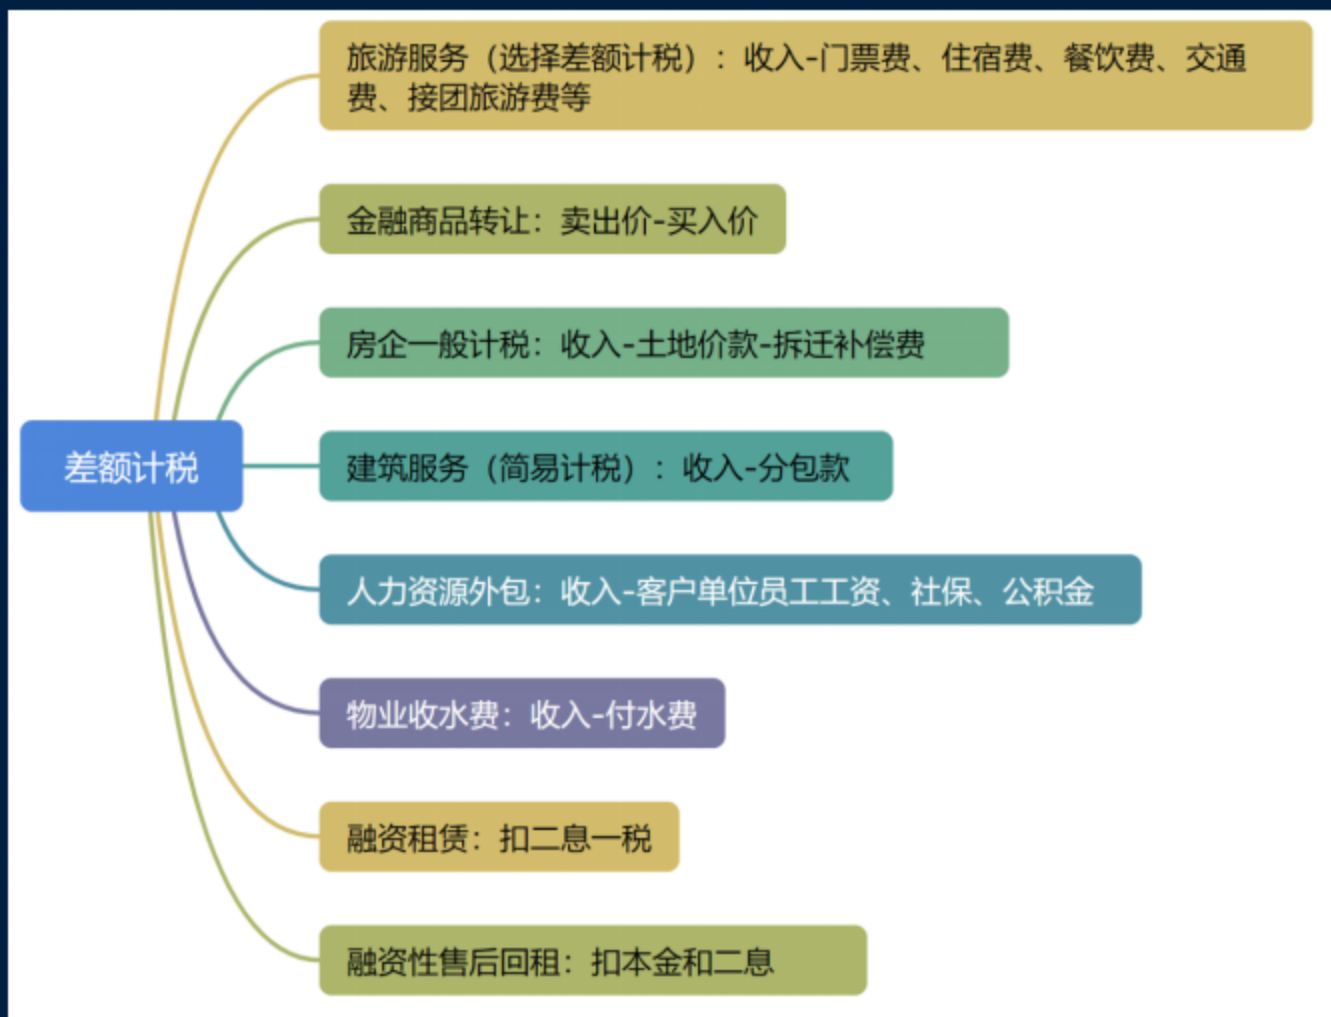 旅游服务（选择差额计税）：收入-门票费、住宿费、餐饮费、交通
费、接团旅游费等
金融商品转让：卖出价-买入价
房企一般计税：收入-土地价款-拆迁补偿费
差额计税
建筑服务（简易计税）：收入-分包款
人力资源外包：收入-客户单位员工工资、社保、公积金
物业收水费：收入-付水费
融资租赁：扣二息一税
融资性售后回租：扣本金和二息